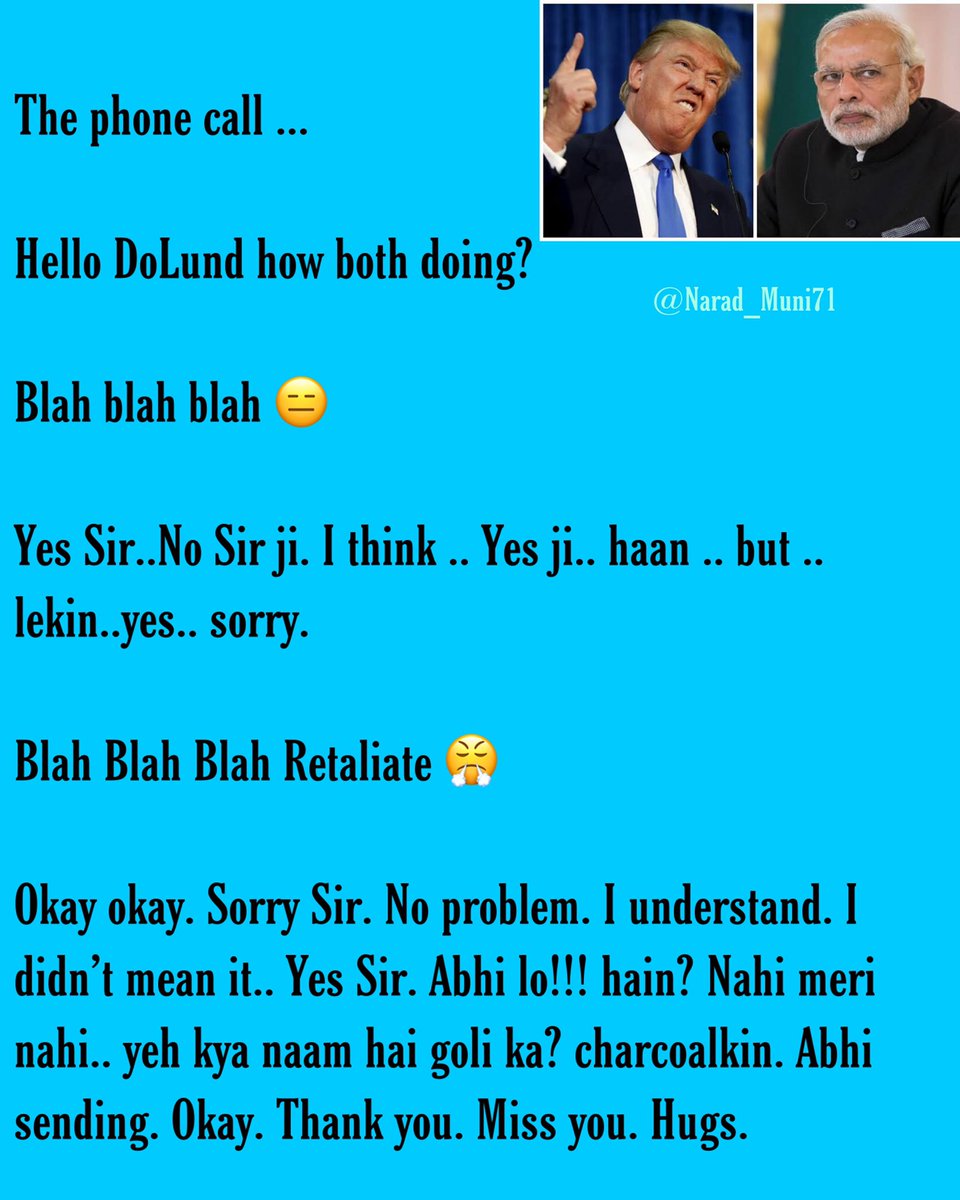 The phone call ...
Hello DoLund how both doing?
@Narad_Muni71
Blah blah blah 😑
Yes Sir..No Sir ji. I think .. Yes ji.. haan .. but ..
lekin..yes.. sorry.
Blah Blah Blah Retaliate 😤
Okay okay. Sorry Sir. No problem. I understand. I
didn’t mean it.. Yes Sir. Abhi lo!!! hain? Nahi meri
nahi.. yeh kya naam hai goli ka? charcoalkin. Abhi
sending. Okay. Thank you. Miss you. Hugs.